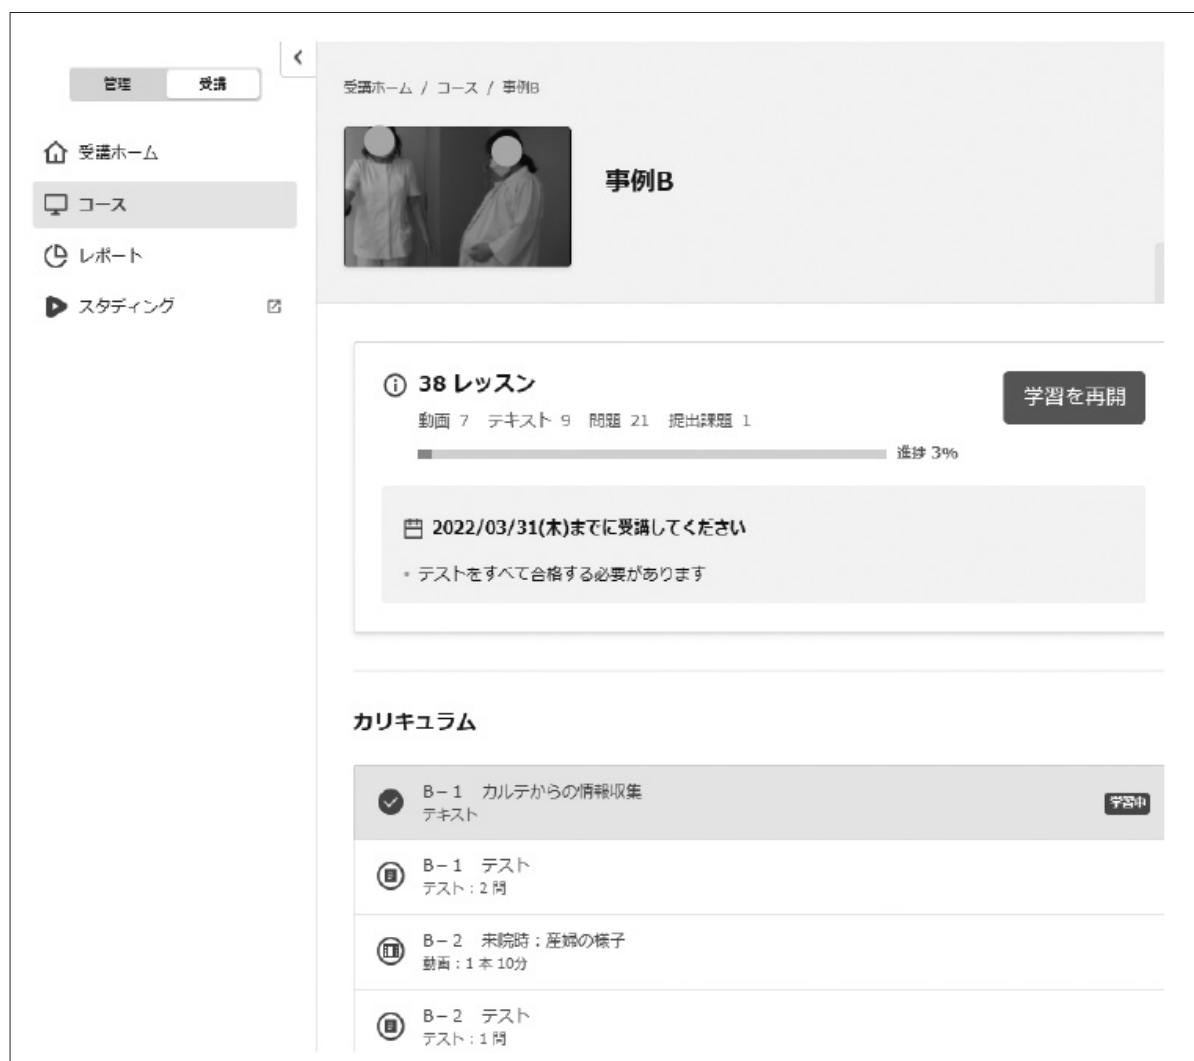 管理 受講
受講ホーム
コース
レポート
スタディング
受講ホーム / コース / 事例B
事例B
38 レッスン
動画 7 テキスト 9 問題 21 提出課題 1
学習を再開
進捗 3%
2022/03/31(木)までに受講してください
• テストをすべて合格する必要があります
カリキュラム
B-1 カルテからの情報収集
テキスト
学習中
B-1 テスト
テスト:2 問
B-2 来院時:産婦の様子
動画:1 本 10分
B-2 テスト
テスト:1 問